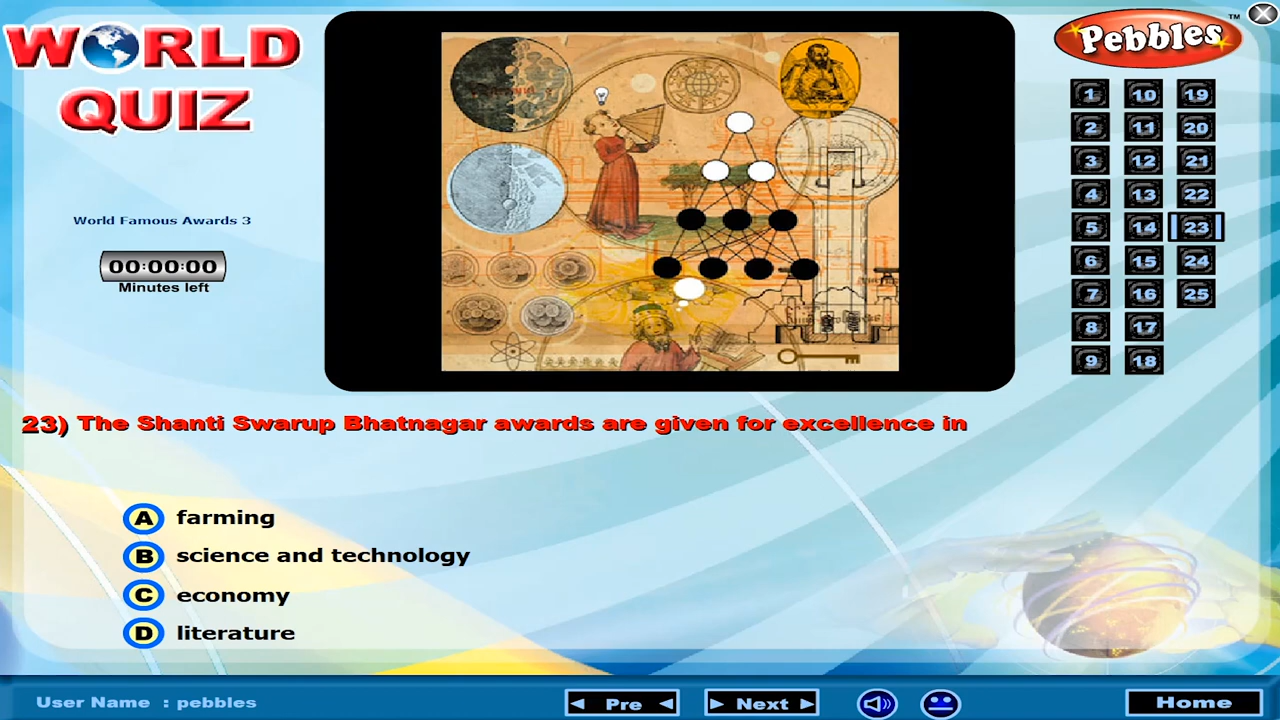 WORLD
QUIZ
World Famous Awards 3
00:00:00
Minutes left
Pebbles™
1 10 19
2 11 20
3 12 21
4 13 22
5 14 23
6 15 24
7 16 25
8 17
9 18
23) The Shanti Swarup Bhatnagar awards are given for excellence in
A farming
B science and technology
C economy
D literature
User Name : pebbles
Pre
Next
Home